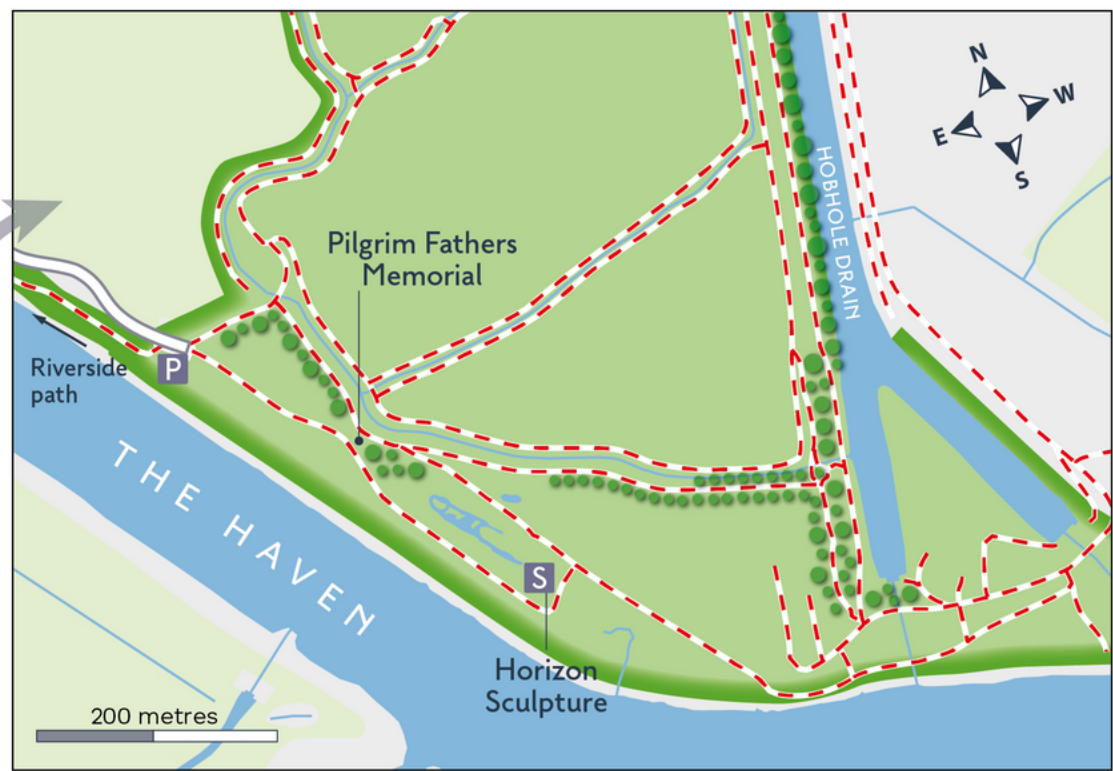 N
W
E
S
HOBHOLE DRAIN
Pilgrim Fathers
Memorial
P
Riverside
path
THE HAVEN
S
Horizon
Sculpture
200 metres